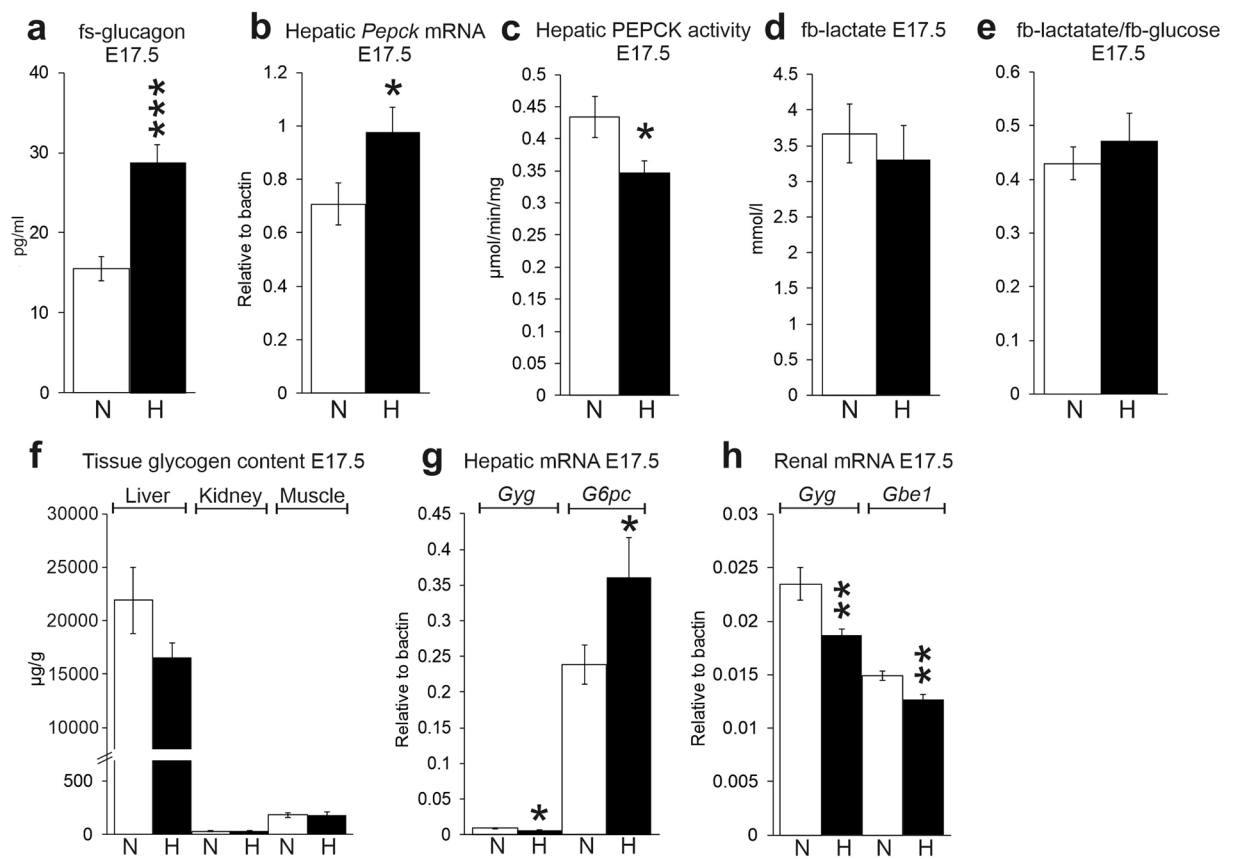 a
fs-glucagon
E17.5
pg/ml
40
30
20
10
0
***
N H
b
Hepatic Pepck mRNA
E17.5
Relative to bactin
1.2
1
0.8
0.6
0.4
0.2
0
*
N H
c
Hepatic PEPCK activity
E17.5
µmol/min/mg
0.5
0.45
0.4
0.35
0.3
0.25
0.2
0.15
0.1
0.05
0
*
N H
d
fb-lactate E17.5
mmol/l
4.5
4
3.5
3
2.5
2
1.5
1
0.5
0
N H
e
fb-lactatate/fb-glucose
E17.5
0.6
0.5
0.4
0.3
0.2
0.1
0
N H
f
Tissue glycogen content E17.5
Liver Kidney Muscle
µg/g
30000
25000
20000
15000
10000
500
0
N H N H N H
g
Hepatic mRNA E17.5
Gyg G6pc
Relative to bactin
0.45
0.4
0.35
0.3
0.25
0.2
0.15
0.1
0.05
0
* *
N H N H
h
Renal mRNA E17.5
Gyg Gbe1
Relative to bactin
0.03
0.025
0.02
0.015
0.01
0.005
0
** **
N H N H